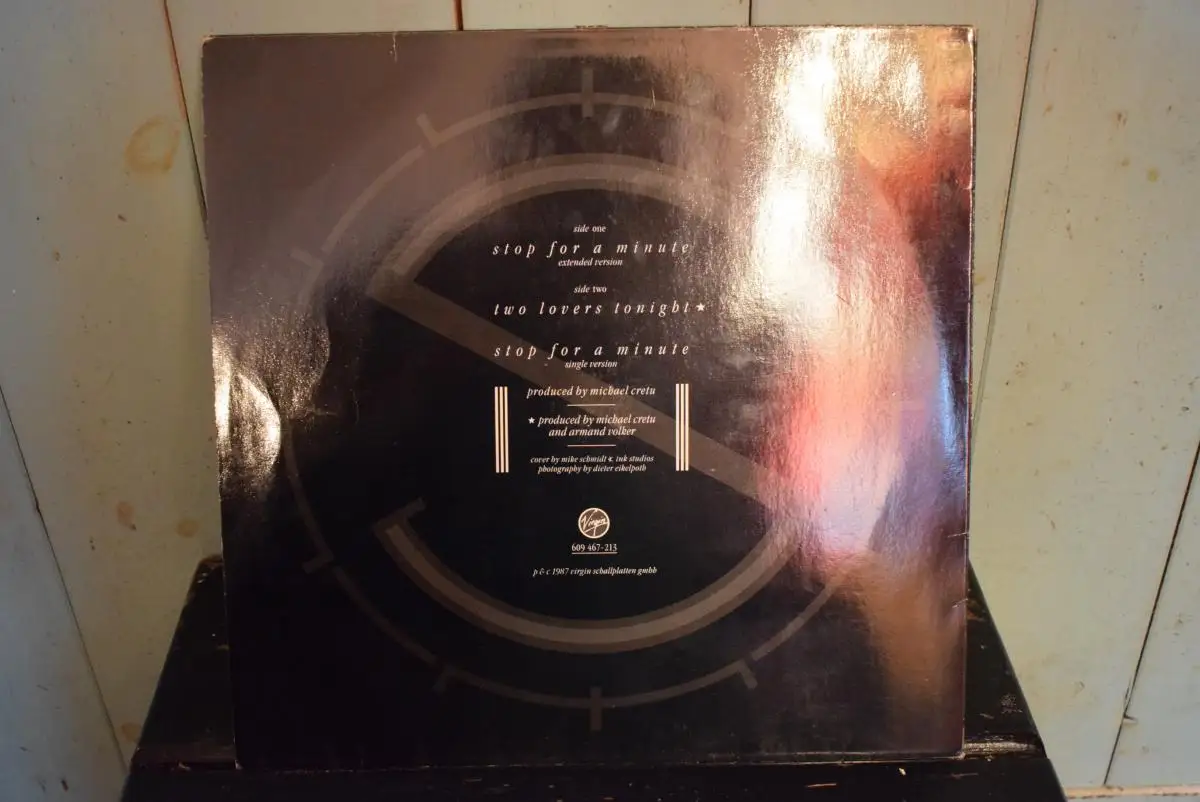 side one
stop for a minute
extended version
side two
two lovers tonight ★
stop for a minute
single version
produced by michael cretu
★ produced by michael cretu
and armand volker
cover by mike schmidt & ink studios
photography by dieter eikelpoth
Virgin
609 467-213
p & c 1987 virgin schallplatten gmbh